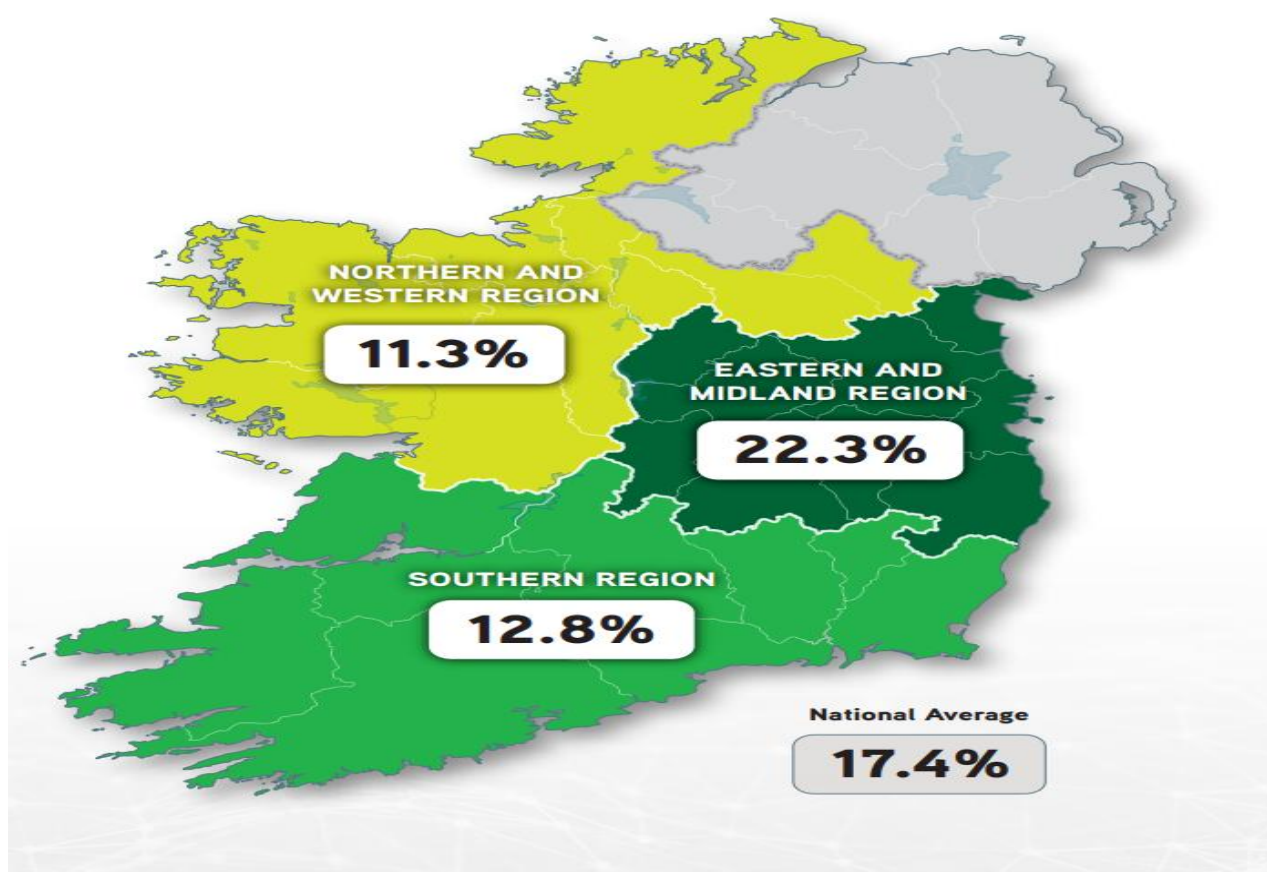 NORTHERN AND
WESTERN REGION
11.3%
EASTERN AND
MIDLAND REGION
22.3%
SOUTHERN REGION
12.8%
National Average
17.4%